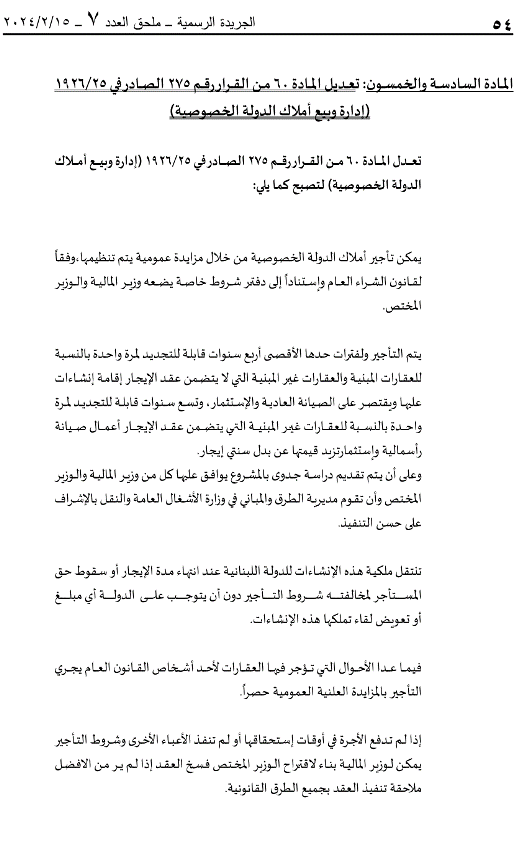 ٥٤
الجريدة الرسمية ــ ملحق العدد ٧ ــ ٢٠٢٤/٢/١٥
المادة السادسة والخمسون: تعديل المادة ٦٠ من القرار رقم ٢٧٥ الصادر في ١٩٢٦/٢٥
(إدارة وبيع أملاك الدولة الخصوصية)
تعدل المادة ٦٠ من القرار رقم ٢٧٥ الصادر في ١٩٢٦/٢٥ (إدارة وبيع أملاك
الدولة الخصوصية) لتصبح كما يلي:
يمكن تأجير أملاك الدولة الخصوصية من خلال مزايدة عمومية يتم تنظيمها، وفقاً
لقانون الشراء العام وإستناداً إلى دفتر شروط خاصة يضعه وزير المالية والوزير
المختص.
يتم التأجير ولفترات حدها الأقصى أربع سنوات قابلة للتجديد لمرة واحدة بالنسبة
للعقارات المبنية والعقارات غير المبنية التي لا يتضمن عقد الإيجار إقامة إنشاءات
عليها ويقتصر على الصيانة العادية والإستثمار، وتسع سنوات قابلة للتجديد لمرة
واحدة بالنسبة للعقارات غير المبنية التي يتضمن عقد الإيجار أعمال صيانة
رأسمالية وإستثمارتزيد قيمتها عن بدل سنتي إيجار.
وعلى أن يتم تقديم دراسة جدوى بالمشروع يوافق عليها كل من وزير المالية والوزير
المختص وأن تقوم مديرية الطرق والمباني في وزارة الأشغال العامة والنقل بالإشراف
على حسن التنفيذ.
تنتقل ملكية هذه الإنشاءات للدولة اللبنانية عند انتهاء مدة الإيجار أو سقوط حق
المستأجر لمخالفته شروط التأجير دون أن يتوجب على الدولة أي مبلغ
أو تعويض لقاء تملكها هذه الإنشاءات.
فيما عدا الأحوال التي تؤجر فيها العقارات لأحد أشخاص القانون العام يجري
التأجير بالمزايدة العلنية العمومية حصراً.
إذا لم تدفع الأجرة في أوقات إستحقاقها أو لم تنفذ الأعباء الأخرى وشروط التأجير
يمكن لوزير المالية بناء لاقتراح الوزير المختص فسخ العقد إذا لم ير من الافضل
ملاحقة تنفيذ العقد بجميع الطرق القانونية.